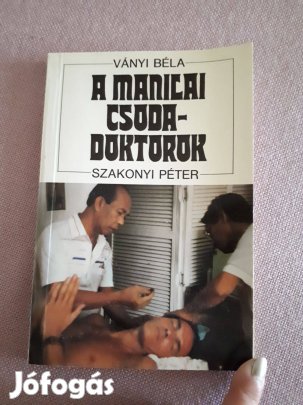 VÁNYI BÉLA
A MANILAI
CSODA-
DOKTOROK
SZAKONYI PÉTER
Jófogás